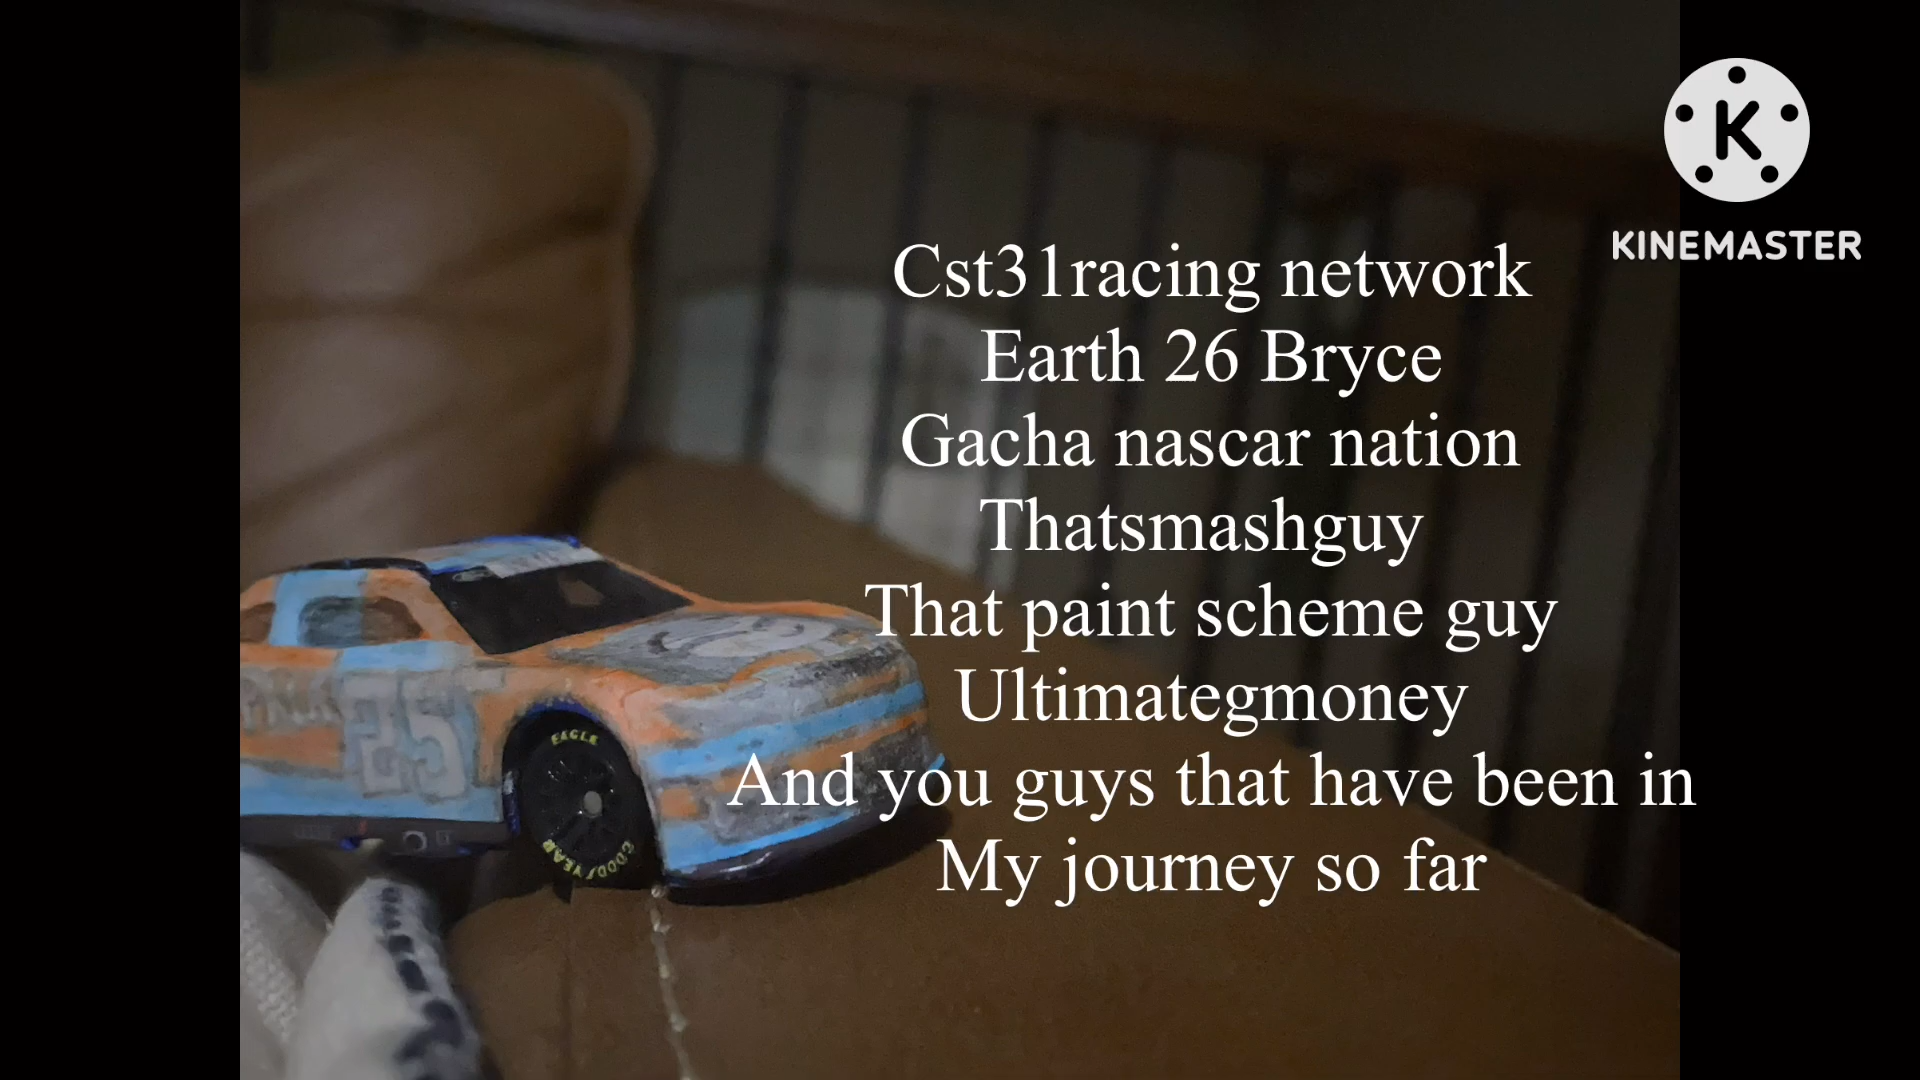 K
KINEMASTER
Cst31racing network
Earth 26 Bryce
Gacha nascar nation
Thatsmashguy
That paint scheme guy
Ultimategmoney
And you guys that have been in
My journey so far
25
EAGLE
GOODYEAR